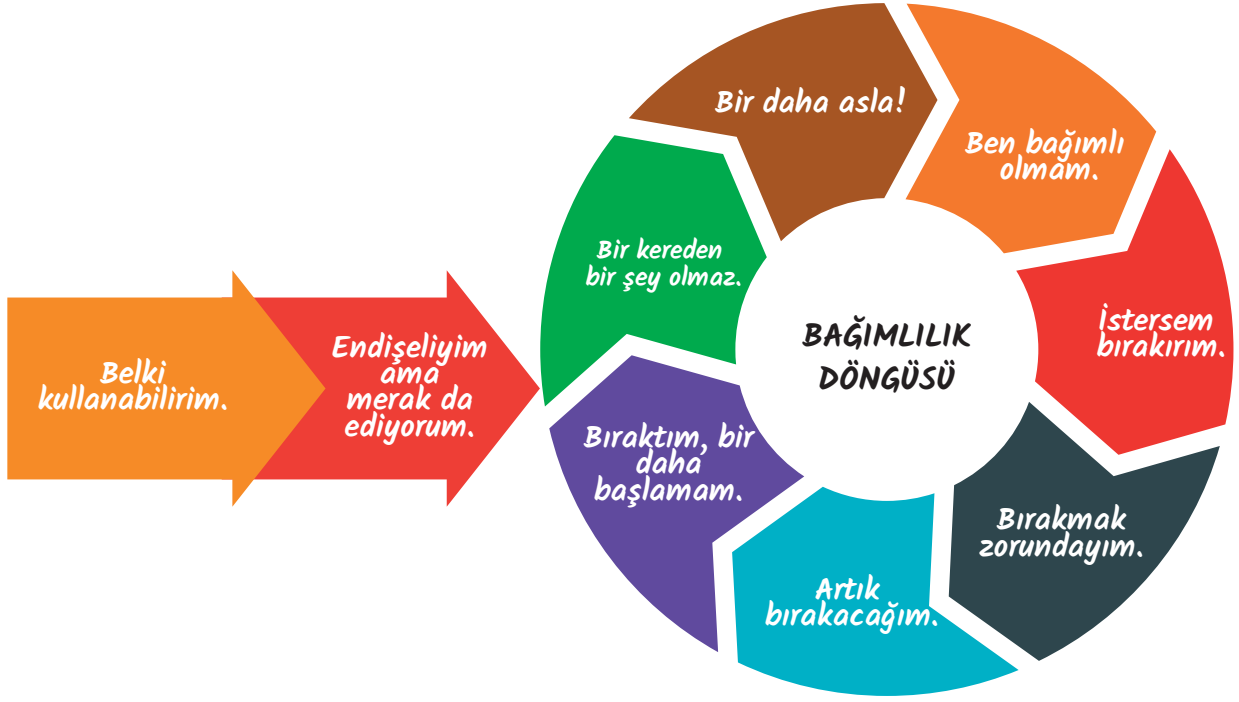 Belki
kullanabilirim.
Endişeliyim
ama
merak da
ediyorum.
Bir kereden
bir şey olmaz.
Bir daha asla!
Ben bağımlı
olmam.
İstersem
bırakırım.
Bırakmak
zorundayım.
Artık
bırakacağım.
Bıraktım, bir
daha
başlamam.
BAĞIMLILIK
DÖNGÜSÜ